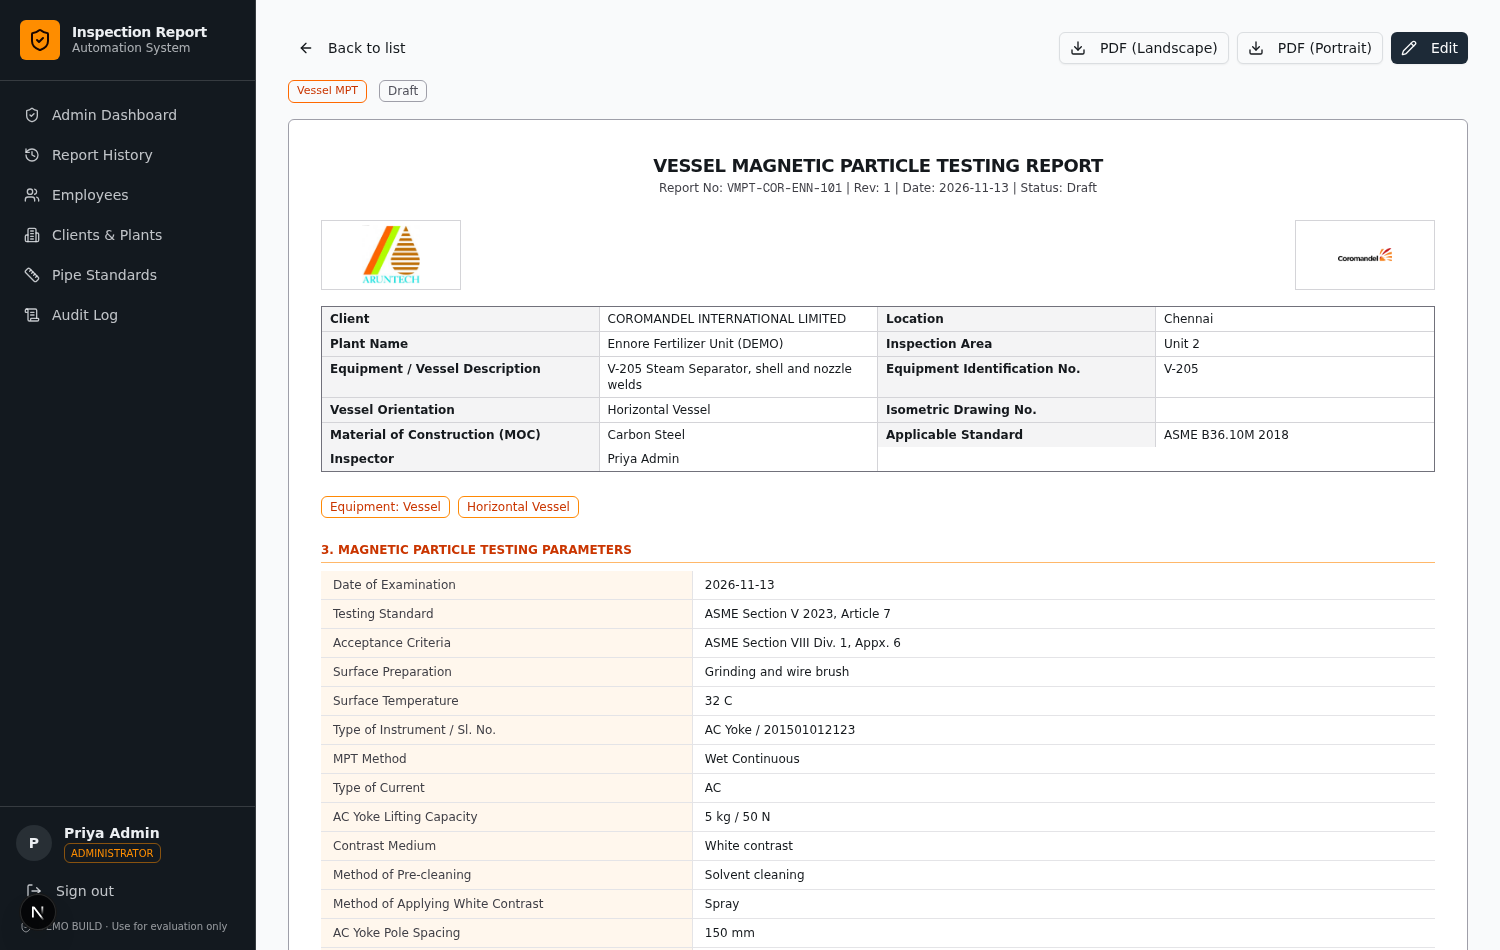 Inspection Report
Automation System
Admin Dashboard
Report History
Employees
Clients & Plants
Pipe Standards
Audit Log
P
Priya Admin
ADMINISTRATOR
Sign out
N
EMO BUILD · Use for evaluation only
Back to list
PDF (Landscape)
PDF (Portrait)
Edit
Vessel MPT
Draft
VESSEL MAGNETIC PARTICLE TESTING REPORT
Report No: VMPT-COR-ENN-101 | Rev: 1 | Date: 2026-11-13 | Status: Draft
ARUNTECH
Coromandel
Client COROMANDEL INTERNATIONAL LIMITED Location Chennai
Plant Name Ennore Fertilizer Unit (DEMO) Inspection Area Unit 2
Equipment / Vessel Description V-205 Steam Separator, shell and nozzle Equipment Identification No. V-205
welds
Vessel Orientation Horizontal Vessel Isometric Drawing No.
Material of Construction (MOC) Carbon Steel Applicable Standard ASME B36.10M 2018
Inspector Priya Admin
Equipment: Vessel Horizontal Vessel
3. MAGNETIC PARTICLE TESTING PARAMETERS
Date of Examination 2026-11-13
Testing Standard ASME Section V 2023, Article 7
Acceptance Criteria ASME Section VIII Div. 1, Appx. 6
Surface Preparation Grinding and wire brush
Surface Temperature 32 C
Type of Instrument / Sl. No. AC Yoke / 201501012123
MPT Method Wet Continuous
Type of Current AC
AC Yoke Lifting Capacity 5 kg / 50 N
Contrast Medium White contrast
Method of Pre-cleaning Solvent cleaning
Method of Applying White Contrast Spray
AC Yoke Pole Spacing 150 mm